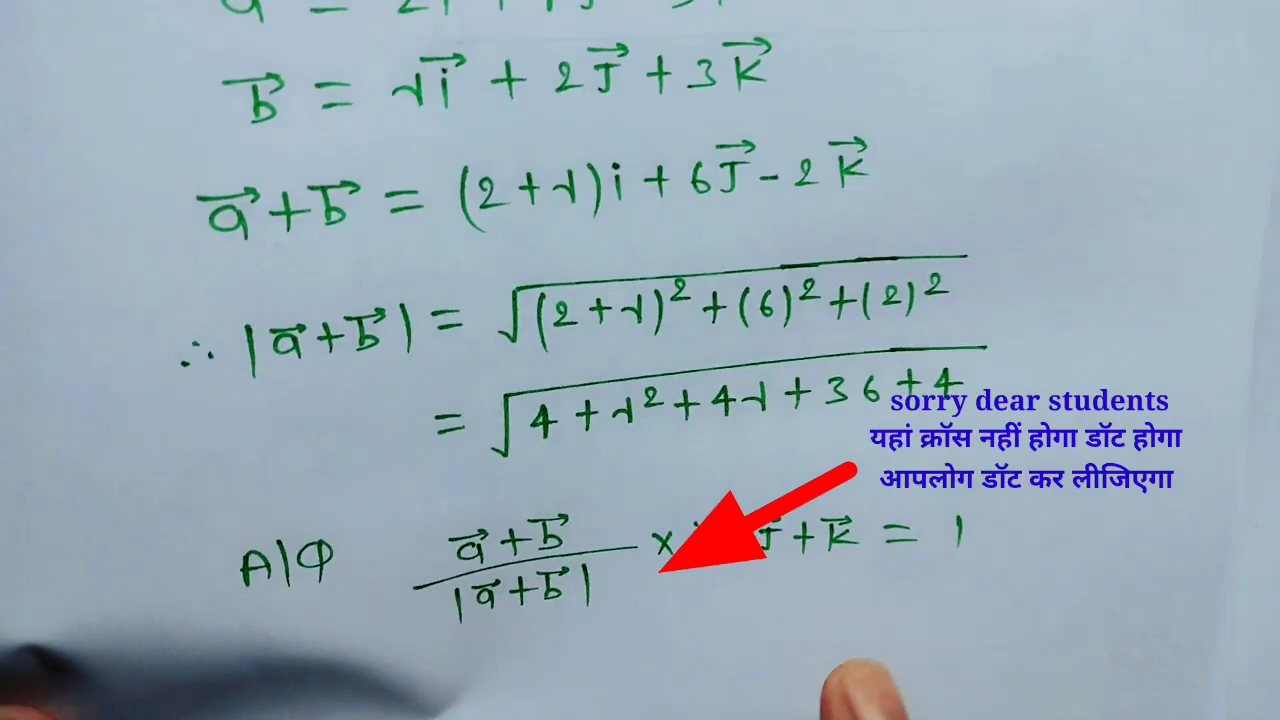 b⃗ = λi⃗ + 2J⃗ + 3K⃗
a⃗ + b⃗ = (2+λ)i + 6J⃗ - 2K⃗
∴ |a⃗ + b⃗| = √((2+λ)² + (6)² + (2)²)
= √(4 + λ² + 4λ + 36 + 4)
sorry dear students
यहां क्रॉस नहीं होगा डॉट होगा
आपलोग डॉट कर लीजिएगा
A/Q (a⃗ + b⃗)/|a⃗ + b⃗| × J⃗ + K⃗ = 1